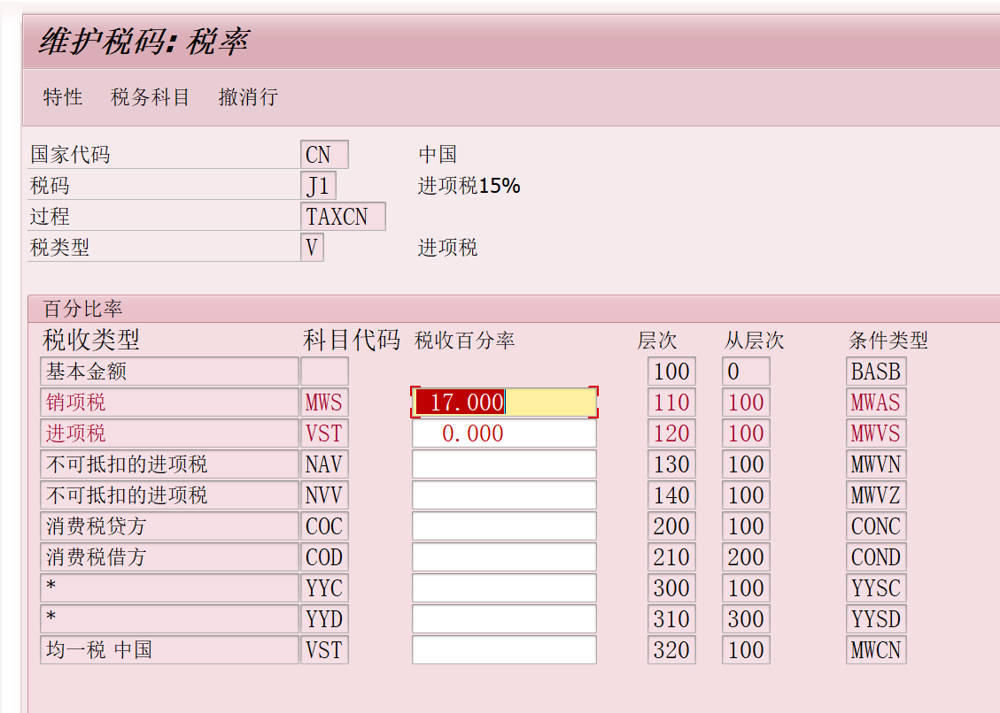 维护税码: 税率
特性 税务科目 撤消行
国家代码 CN 中国
税码 J1 进项税15%
过程 TAXCN
税类型 V 进项税
百分比率
税收类型 科目代码 税收百分率 层次 从层次 条件类型
基本金额 100 0 BASB
销项税 MWS 17.000 110 100 MWAS
进项税 VST 0.000 120 100 MWVS
不可抵扣的进项税 NAV 130 100 MWVN
不可抵扣的进项税 NVV 140 100 MWVZ
消费税贷方 COC 200 100 CONC
消费税借方 COD 210 200 COND
* YYC 300 100 YYSC
* YYD 310 300 YYSD
均一税 中国 VST 320 100 MWCN